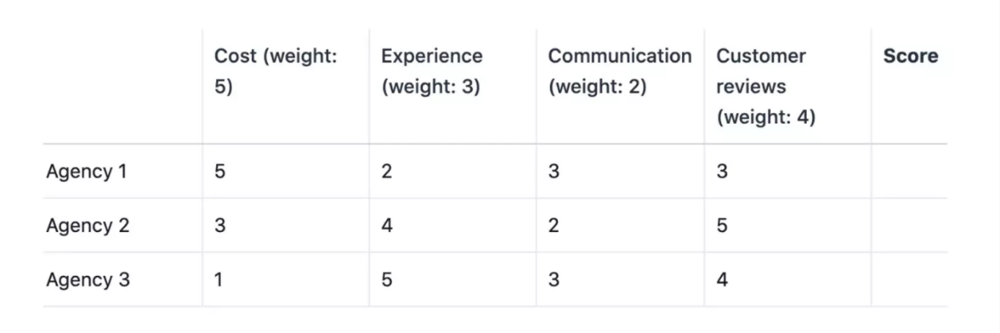 Cost (weight: 5)
Experience (weight: 3)
Communication (weight: 2)
Customer reviews (weight: 4)
Score
Agency 1 5 2 3 3
Agency 2 3 4 2 5
Agency 3 1 5 3 4